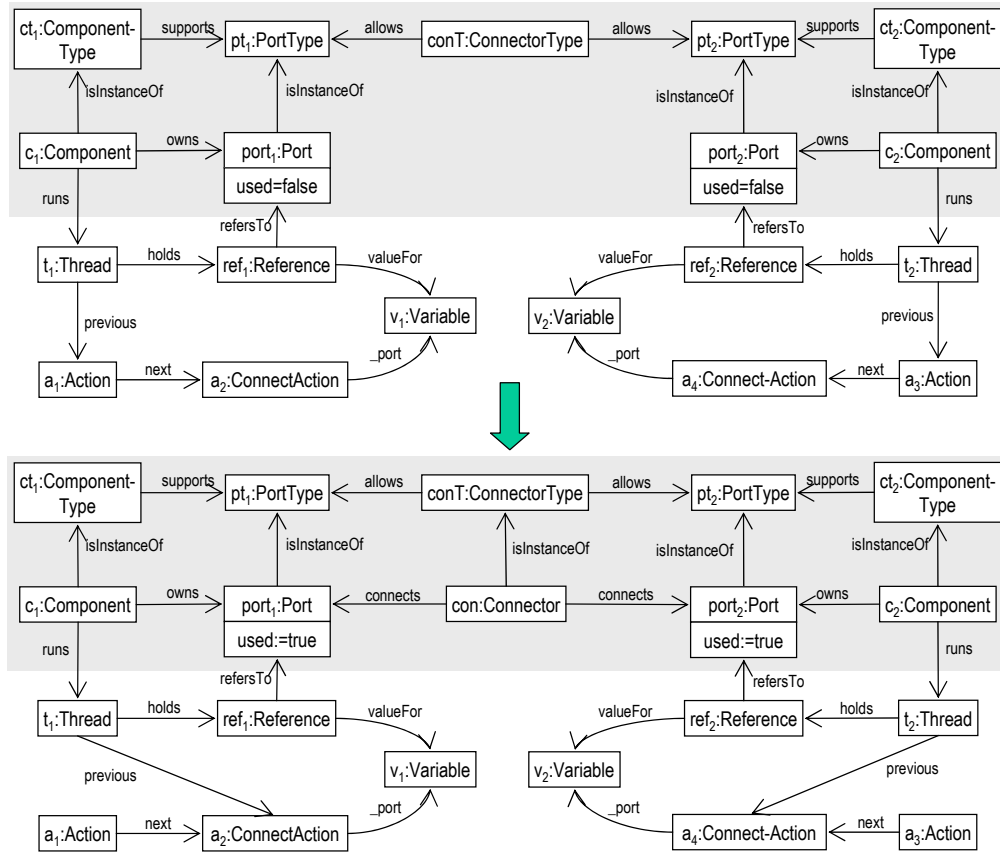 ct₁:Component-
Type
supports
pt₁:PortType
allows
conT:ConnectorType
allows
pt₂:PortType
supports
ct₂:Component-
Type
isInstanceOf
isInstanceOf
isInstanceOf
isInstanceOf
c₁:Component
owns
port₁:Port
used=false
port₂:Port
used=false
owns
c₂:Component
runs
refersTo
refersTo
runs
t₁:Thread
holds
ref₁:Reference
valueFor
valueFor
ref₂:Reference
holds
t₂:Thread
v₁:Variable
v₂:Variable
previous
previous
_port
_port
a₁:Action
next
a₂:ConnectAction
a₄:Connect-Action
next
a₃:Action
ct₁:Component-
Type
supports
pt₁:PortType
allows
conT:ConnectorType
allows
pt₂:PortType
supports
ct₂:Component-
Type
isInstanceOf
isInstanceOf
isInstanceOf
isInstanceOf
isInstanceOf
c₁:Component
owns
port₁:Port
used:=true
connects
con:Connector
connects
port₂:Port
used:=true
owns
c₂:Component
runs
refersTo
refersTo
runs
t₁:Thread
holds
ref₁:Reference
valueFor
valueFor
ref₂:Reference
holds
t₂:Thread
v₁:Variable
v₂:Variable
previous
previous
_port
_port
a₁:Action
next
a₂:ConnectAction
a₄:Connect-Action
next
a₃:Action